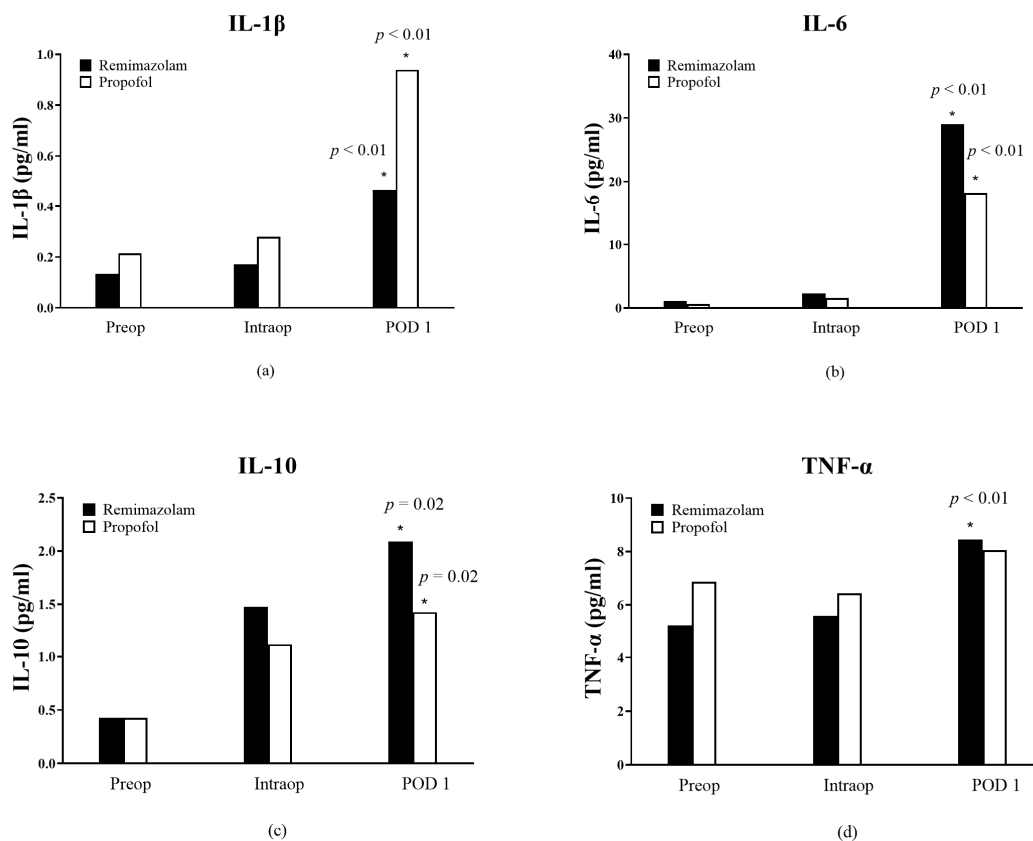 IL-1β
p < 0.01
*
Remimazolam
Propofol
p < 0.01
*
IL-1β (pg/ml)
1.0
0.8
0.6
0.4
0.2
0.0
Preop Intraop POD 1
(a)
IL-6
Remimazolam
Propofol
p < 0.01
*
p < 0.01
*
IL-6 (pg/ml)
40
30
20
10
0
Preop Intraop POD 1
(b)
IL-10
Remimazolam
Propofol
p = 0.02
*
p = 0.02
*
IL-10 (pg/ml)
2.5
2.0
1.5
1.0
0.5
0.0
Preop Intraop POD 1
(c)
TNF-α
Remimazolam
Propofol
p < 0.01
*
TNF-α (pg/ml)
10
8
6
4
2
0
Preop Intraop POD 1
(d)